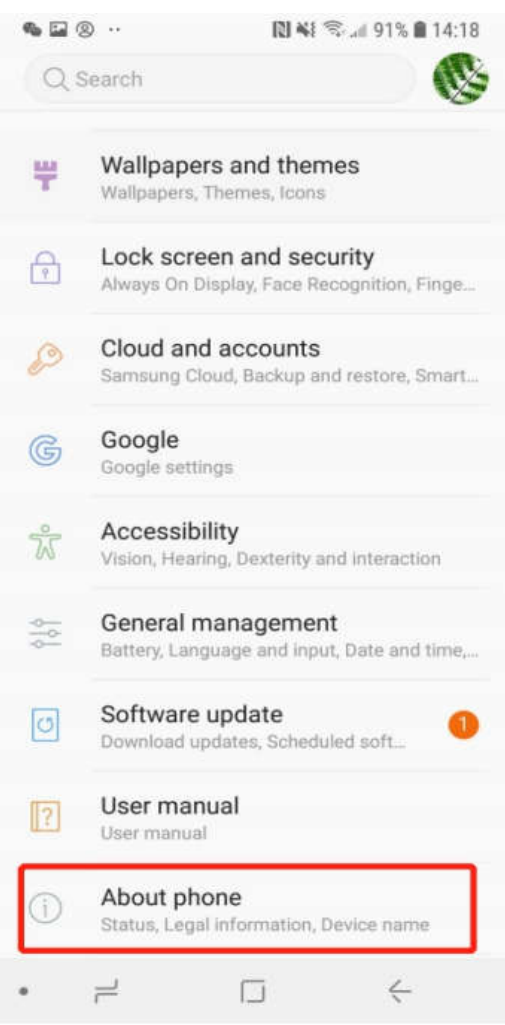 91% 14:18
Search
Wallpapers and themes
Wallpapers, Themes, Icons
Lock screen and security
Always On Display, Face Recognition, Finge...
Cloud and accounts
Samsung Cloud, Backup and restore, Smart...
Google
Google settings
Accessibility
Vision, Hearing, Dexterity and interaction
General management
Battery, Language and input, Date and time,...
Software update
1
Download updates, Scheduled soft...
User manual
User manual
About phone
Status, Legal information, Device name